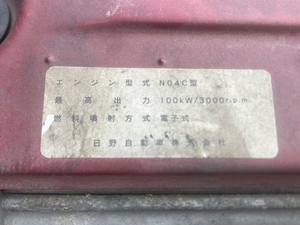 エンジン型式 N04C型
最高出力 100kW/3000r.p.m.
燃料噴射方式 電子式
日野自動車株式会社